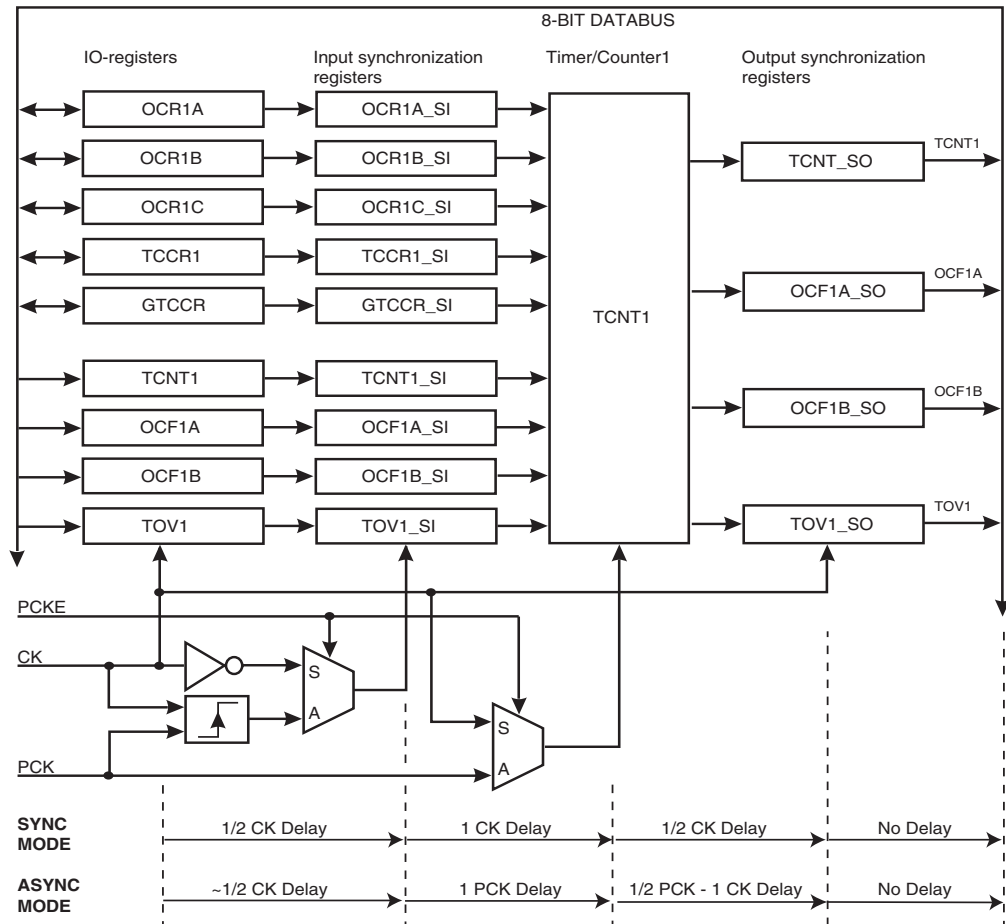 8-BIT DATABUS
IO-registers
Input synchronization
registers
Timer/Counter1
Output synchronization
registers
OCR1A
OCR1A_SI
OCR1B
OCR1B_SI
OCR1C
OCR1C_SI
TCCR1
TCCR1_SI
GTCCR
GTCCR_SI
TCNT1
TCNT1_SI
OCF1A
OCF1A_SI
OCF1B
OCF1B_SI
TOV1
TOV1_SI
TCNT1
TCNT_SO
TCNT1
OCF1A_SO
OCF1A
OCF1B_SO
OCF1B
TOV1_SO
TOV1
PCKE
CK
S
A
S
A
PCK
SYNC
MODE
1/2 CK Delay
1 CK Delay
1/2 CK Delay
No Delay
ASYNC
MODE
~1/2 CK Delay
1 PCK Delay
1/2 PCK - 1 CK Delay
No Delay